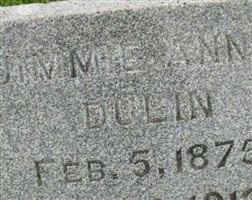 JIMMIE ANN
DULIN
FEB. 5, 1875